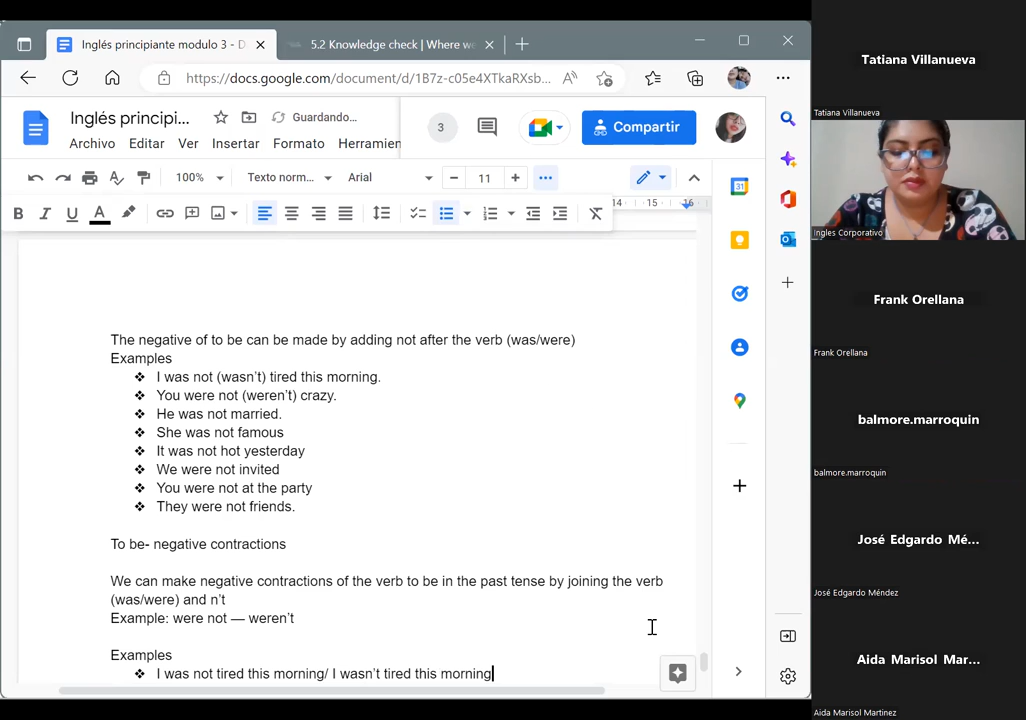 Inglés principiante modulo 3 - D
5.2 Knowledge check | Where we
https://docs.google.com/document/d/1B7z-c05e4XTkaRXsb...
Inglés principi...
Guardando...
3
Compartir
Archivo Editar Ver Insertar Formato Herramien
100% Texto norm... Arial 11
14 15 16
The negative of to be can be made by adding not after the verb (was/were)
Examples
❖ I was not (wasn't) tired this morning.
❖ You were not (weren't) crazy.
❖ He was not married.
❖ She was not famous
❖ It was not hot yesterday
❖ We were not invited
❖ You were not at the party
❖ They were not friends.
To be- negative contractions
We can make negative contractions of the verb to be in the past tense by joining the verb
(was/were) and n't
Example: were not — weren't
Examples
❖ I was not tired this morning/ I wasn't tired this morning
Tatiana Villanueva
Tatiana Villanueva
Ingles Corporativo
Frank Orellana
Frank Orellana
balmore.marroquin
balmore.marroquin
José Edgardo Mé...
José Edgardo Méndez
Aida Marisol Mar...
Aida Marisol Martinez